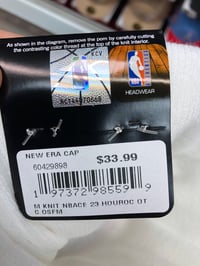 As shown in the diagram, remove the pom by carefully cutting
the contrasting color thread at the top of the knit interior.
HEADWEAR
NEW ERA CAP
60429898
$33.99
1 97372 98559 9
M KNIT NBACE 23 HOUROC OT
C OSFM